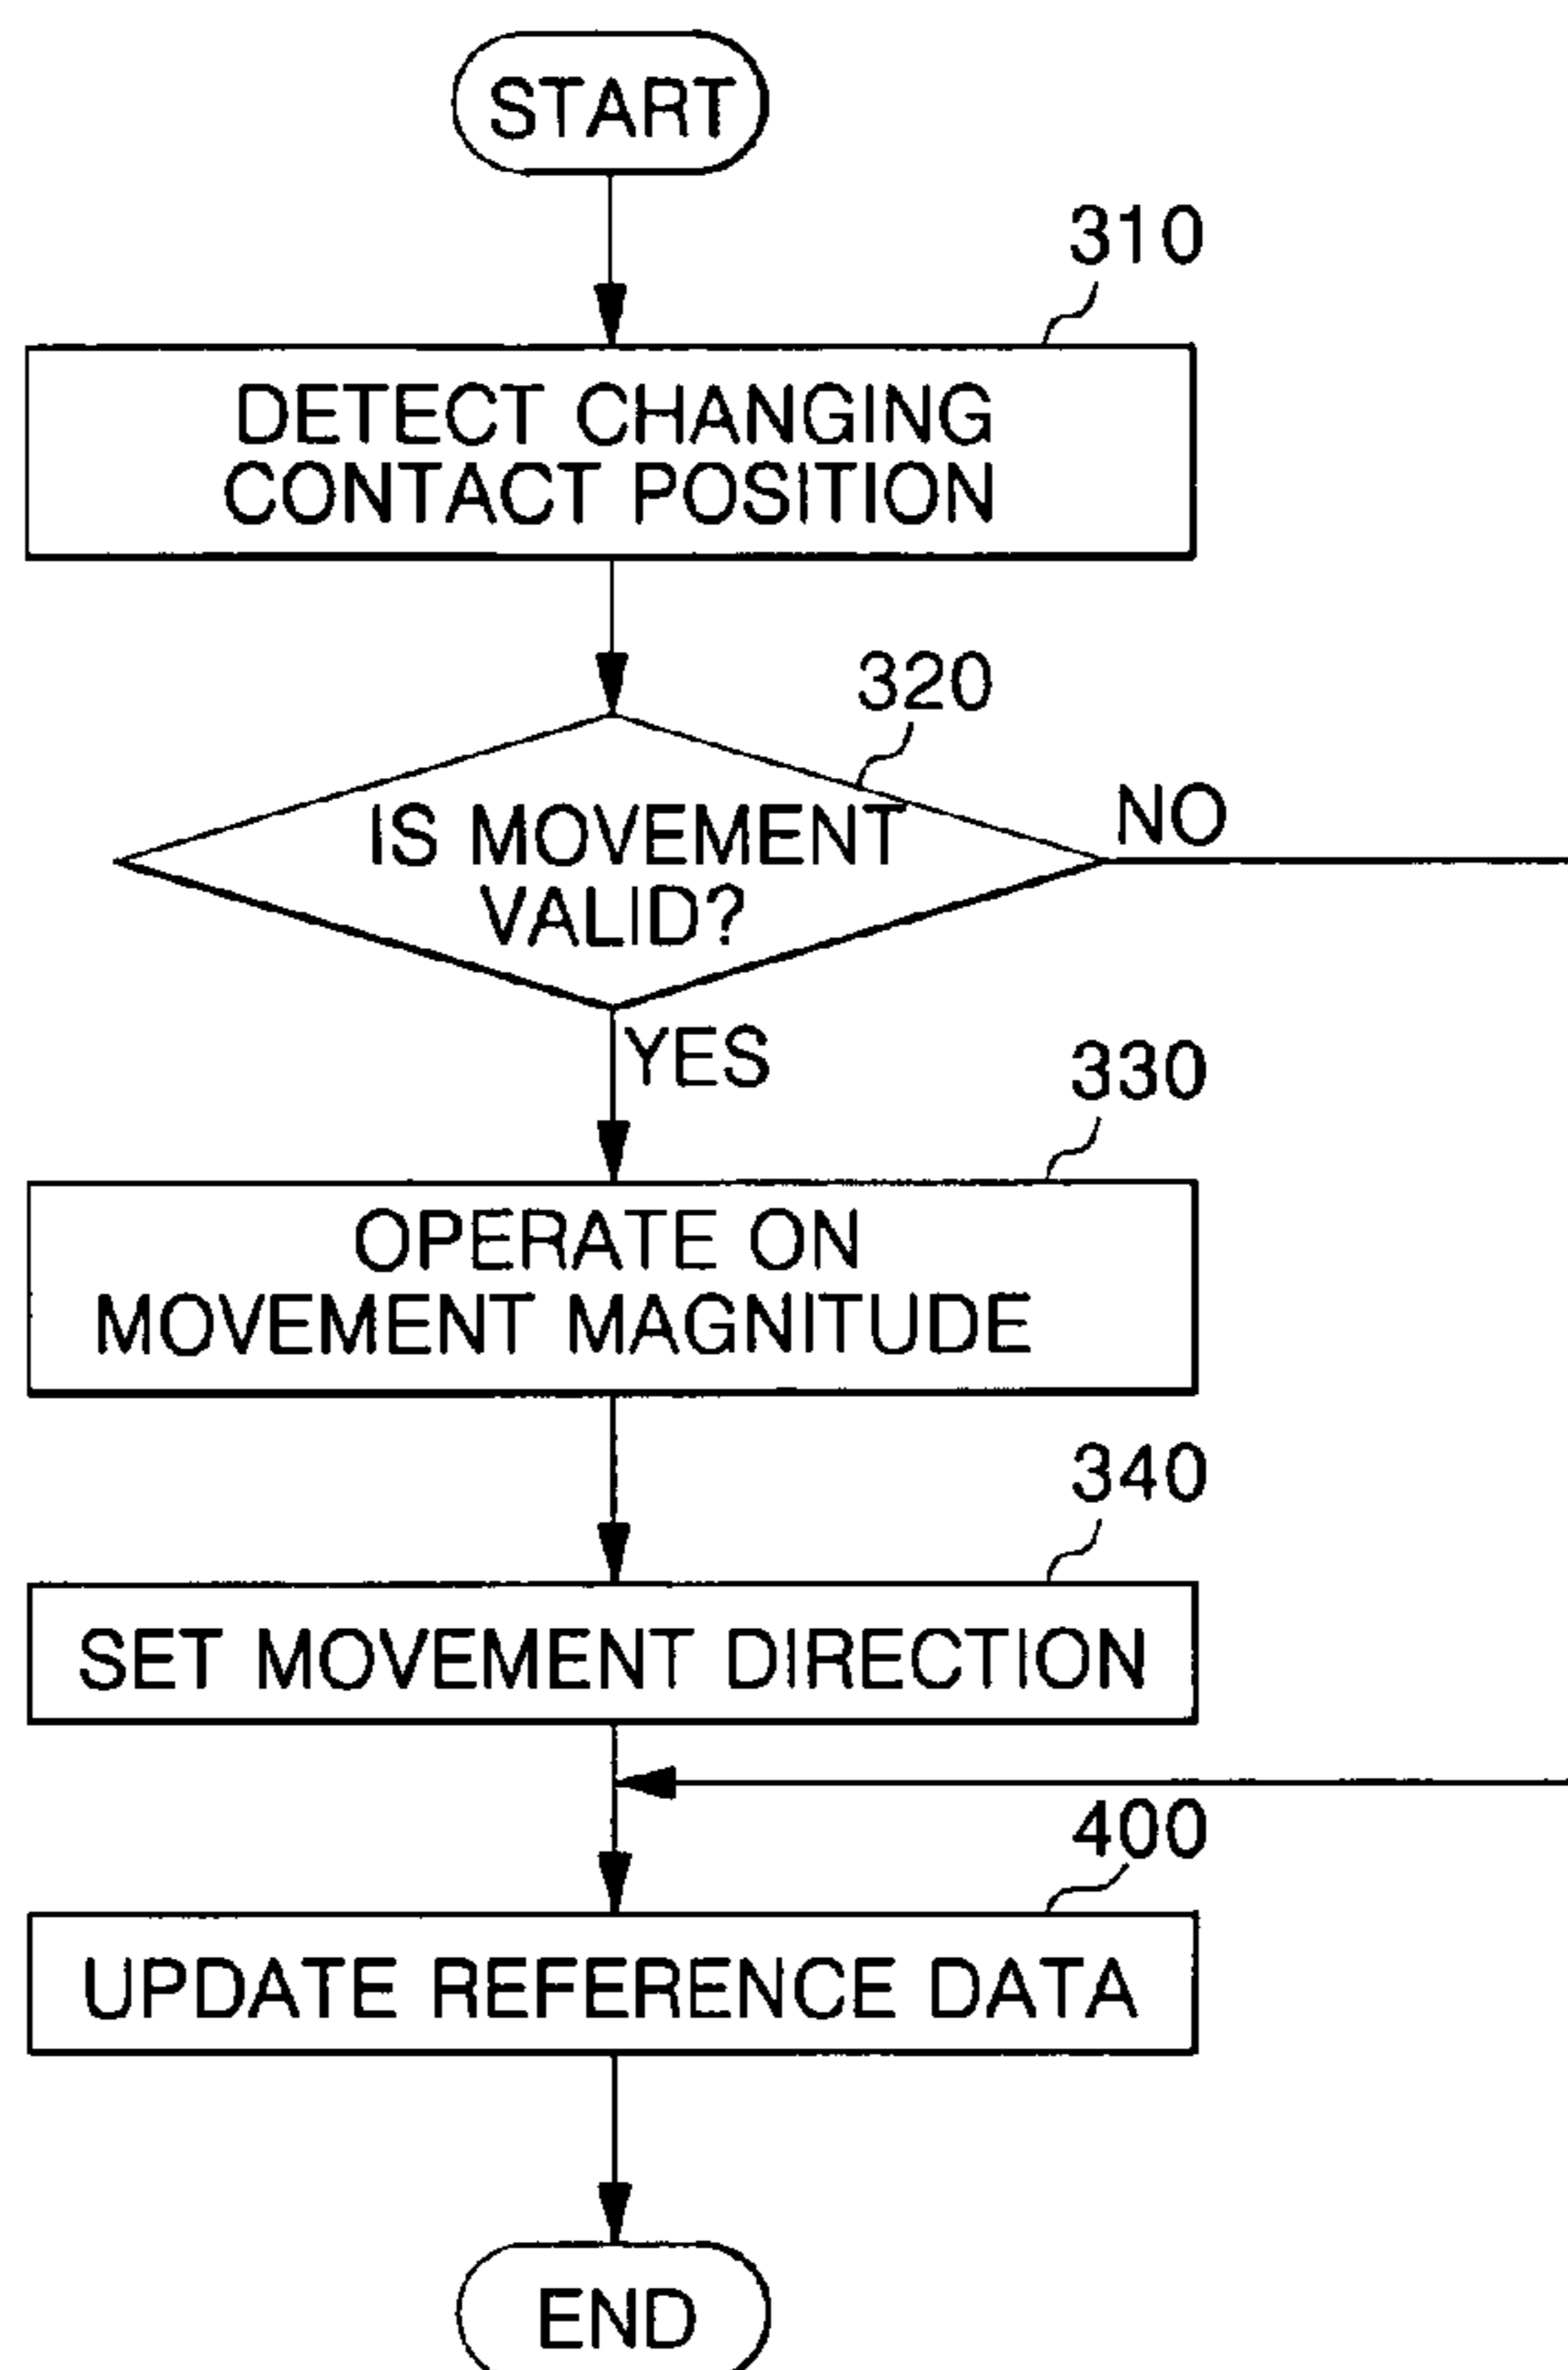 START
310
DETECT CHANGING
CONTACT POSITION
320
IS MOVEMENT
VALID?
NO
YES
330
OPERATE ON
MOVEMENT MAGNITUDE
340
SET MOVEMENT DIRECTION
400
UPDATE REFERENCE DATA
END